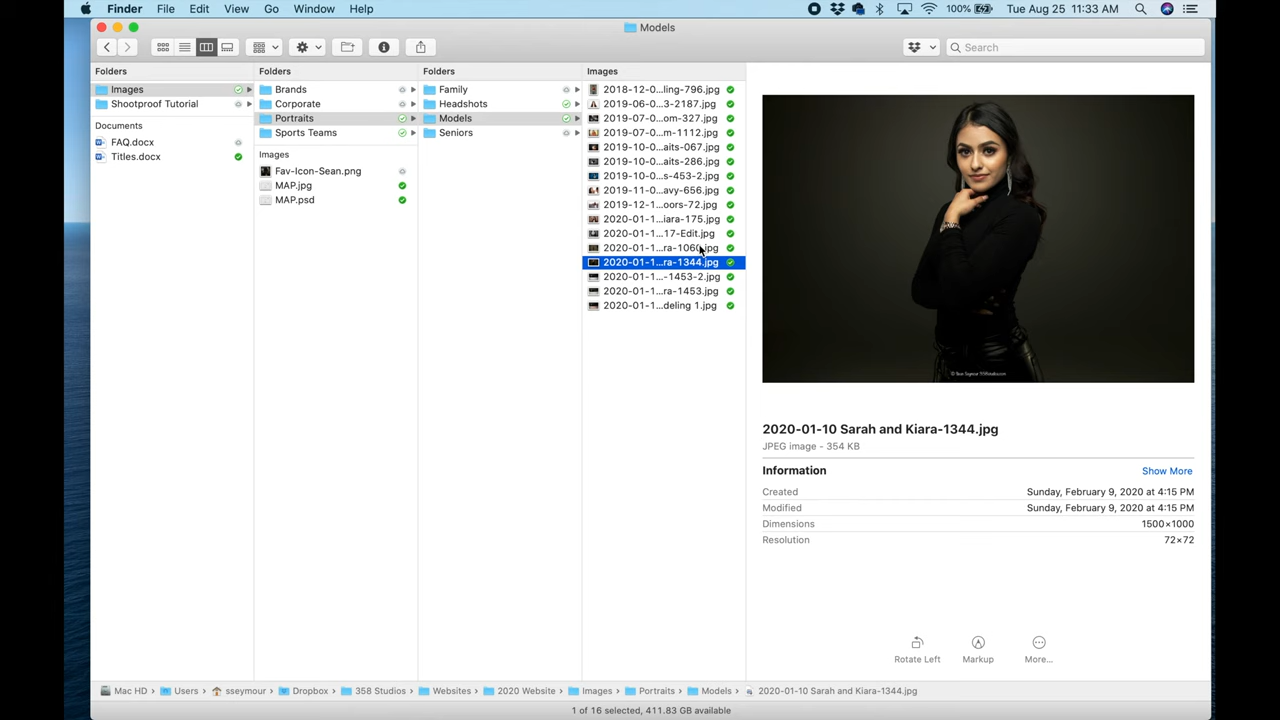 Finder File Edit View Go Window Help 100% Tue Aug 25 11:33 AM
Models
Search
Folders Folders Folders Images
Images Brands Family 2018-12-0...ling-796.jpg
Shootproof Tutorial Corporate Headshots 2019-06-0...3-2187.jpg
Portraits Models 2019-07-0...om-327.jpg
Documents Sports Teams Seniors 2019-07-0...m-1112.jpg
FAQ.docx 2019-10-0...aits-067.jpg
Titles.docx Images 2019-10-0...aits-286.jpg
Fav-Icon-Sean.png 2019-10-0...s-453-2.jpg
MAP.jpg 2019-11-0...avy-656.jpg
MAP.psd 2019-12-1...oors-72.jpg
2020-01-1...iara-175.jpg
2020-01-1...17-Edit.jpg
2020-01-1...ra-1060.jpg
2020-01-1...ra-1344.jpg
2020-01-1...-1453-2.jpg
2020-01-1...ra-1453.jpg
2020-01-1...deling 1.jpg
2020-01-10 Sarah and Kiara-1344.jpg
JPEG image - 354 KB
Information Show More
Created Sunday, February 9, 2020 at 4:15 PM
Modified Sunday, February 9, 2020 at 4:15 PM
Dimensions 1500×1000
Resolution 72×72
Rotate Left Markup More...
Mac HD Users sseymour Dropbox 358 Studios Websites 2020 Website Images Portraits Models 2020-01-10 Sarah and Kiara-1344.jpg
1 of 16 selected, 411.83 GB available